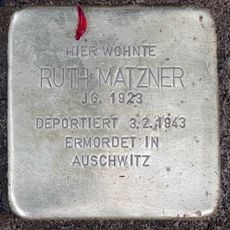 HIER WOHNTE
RUTH MATZNER
JG. 1923
DEPORTIERT 3.2.1943
ERMORDET IN
AUSCHWITZ